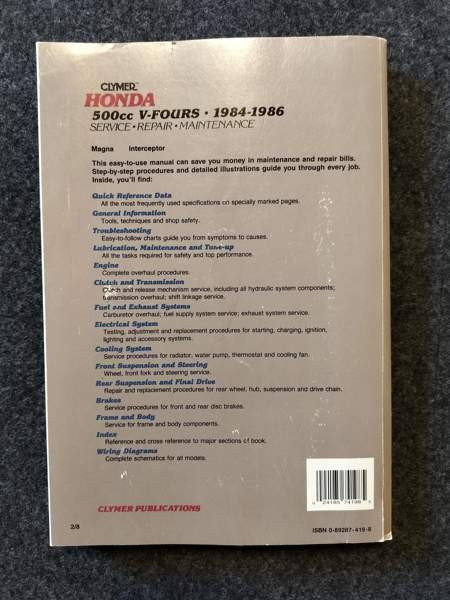 CLYMER™
HONDA
500cc V-FOURS • 1984-1986
SERVICE • REPAIR • MAINTENANCE
Magna Interceptor
This easy-to-use manual can save you money in maintenance and repair bills.
Step-by-step procedures and detailed illustrations guide you through every job.
Inside, you'll find:
Quick Reference Data
All the most frequently used specifications on specially marked pages.
General Information
Tools, techniques and shop safety.
Troubleshooting
Easy-to-follow charts guide you from symptoms to causes.
Lubrication, Maintenance and Tune-up
All the tasks required for safety and top performance.
Engine
Complete overhaul procedures.
Clutch and Transmission
Clutch and release mechanism service, including all hydraulic system components;
transmission overhaul; shift linkage service.
Fuel and Exhaust Systems
Carburetor overhaul; fuel supply system service; exhaust system service.
Electrical System
Testing, adjustment and replacement procedures for starting, charging, ignition,
lighting and accessory systems.
Cooling System
Service procedures for radiator, water pump, thermostat and cooling fan.
Front Suspension and Steering
Wheel, front fork and steering service.
Rear Suspension and Final Drive
Repair and replacement procedures for rear wheel, hub, suspension and drive chain.
Brakes
Service procedures for front and rear disc brakes.
Frame and Body
Service for frame and body components.
Index
Reference and cross reference to major sections of book.
Wiring Diagrams
Complete schematics for all models.
CLYMER PUBLICATIONS
2/8
ISBN 0-89287-419-8